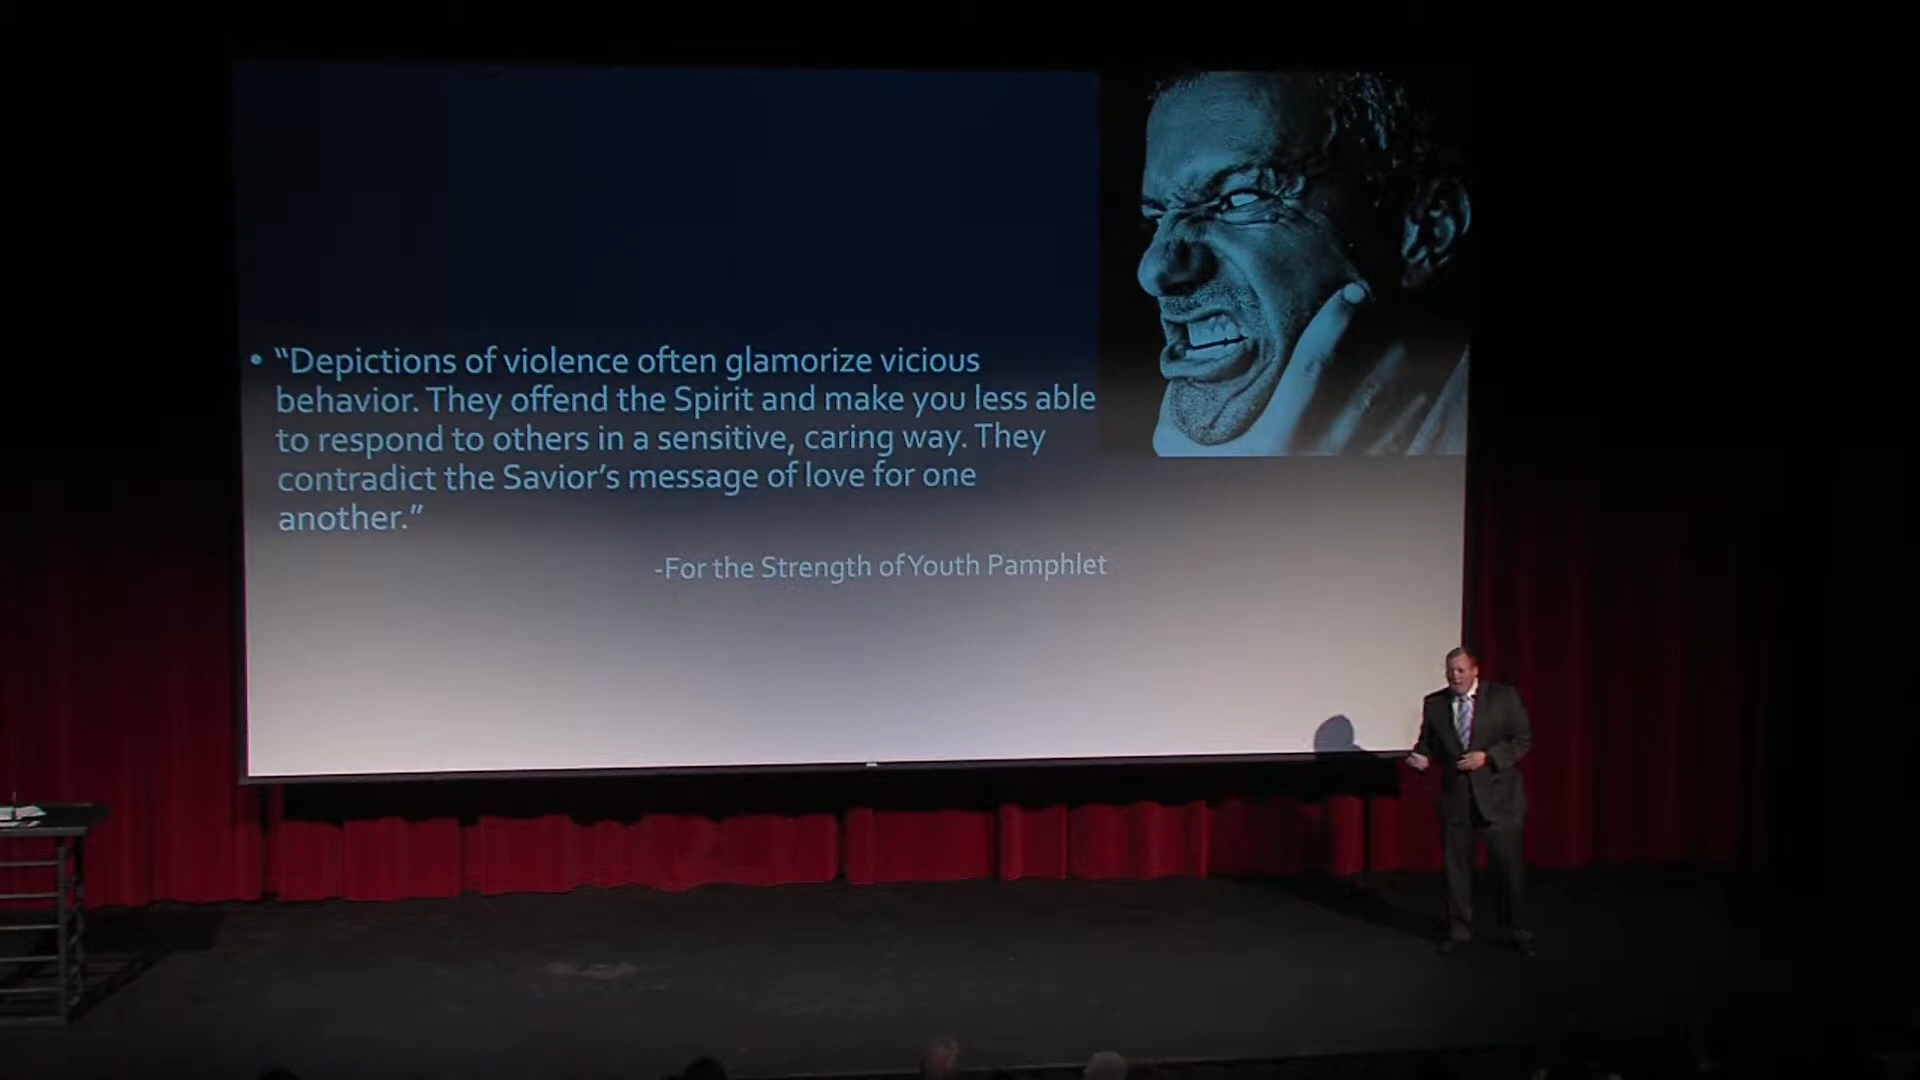 • “Depictions of violence often glamorize vicious
behavior. They offend the Spirit and make you less able
to respond to others in a sensitive, caring way. They
contradict the Savior’s message of love for one
another.”
-For the Strength of Youth Pamphlet